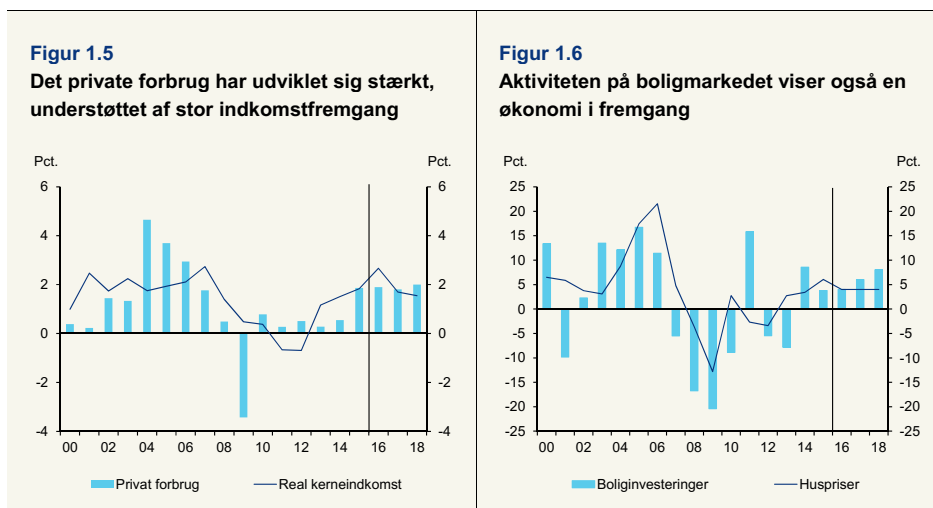 Figur 1.5
Det private forbrug har udviklet sig stærkt,
understøttet af stor indkomstfremgang
Pct. Pct.
6 6
4 4
2 2
0 0
-2 -2
-4 -4
00 02 04 06 08 10 12 14 16 18
Privat forbrug Real kerneindkomst
Figur 1.6
Aktiviteten på boligmarkedet viser også en
økonomi i fremgang
Pct. Pct.
25 25
20 20
15 15
10 10
5 5
0 0
-5 -5
-10 -10
-15 -15
-20 -20
-25 -25
00 02 04 06 08 10 12 14 16 18
Boliginvesteringer Huspriser